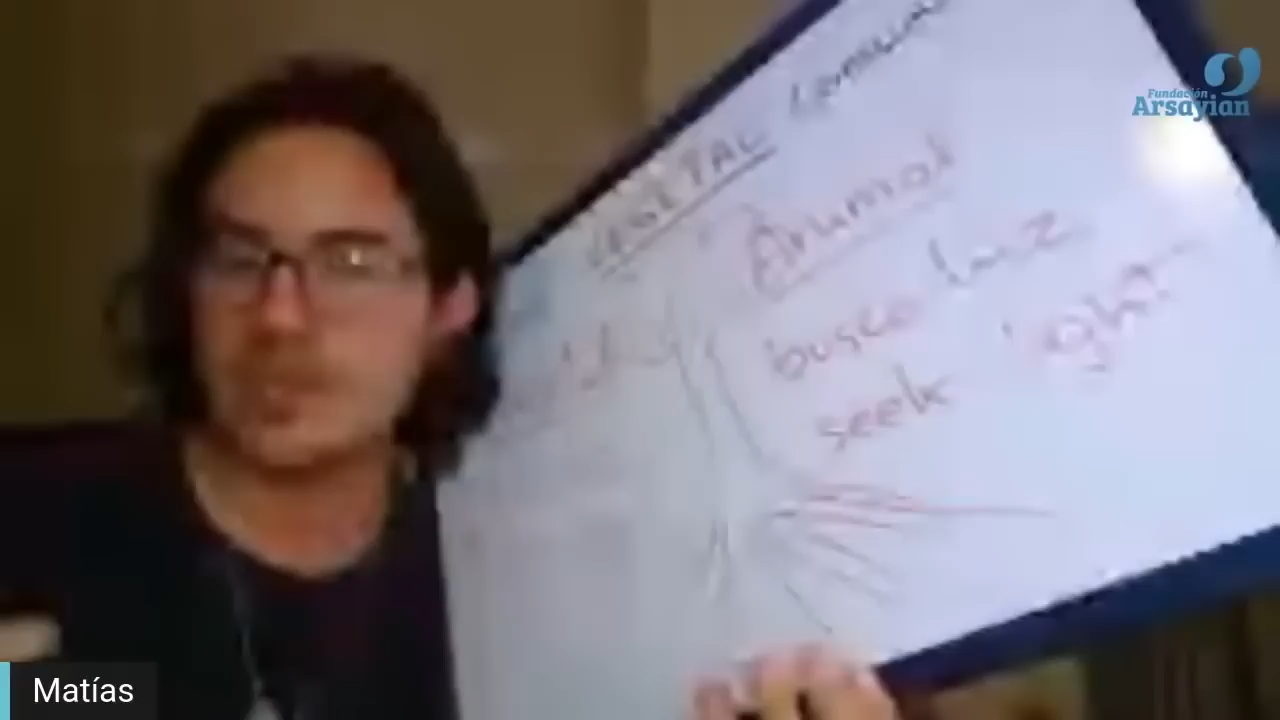 Fundación
Arsayian
VEGETAL
Animal
busca luz
seek light
Matías